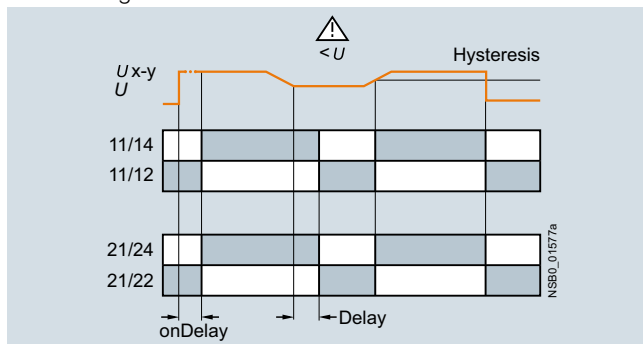 < U
Hysteresis
U x-y
U
11/14
11/12
21/24
21/22
NSB0_01577a
onDelay
Delay